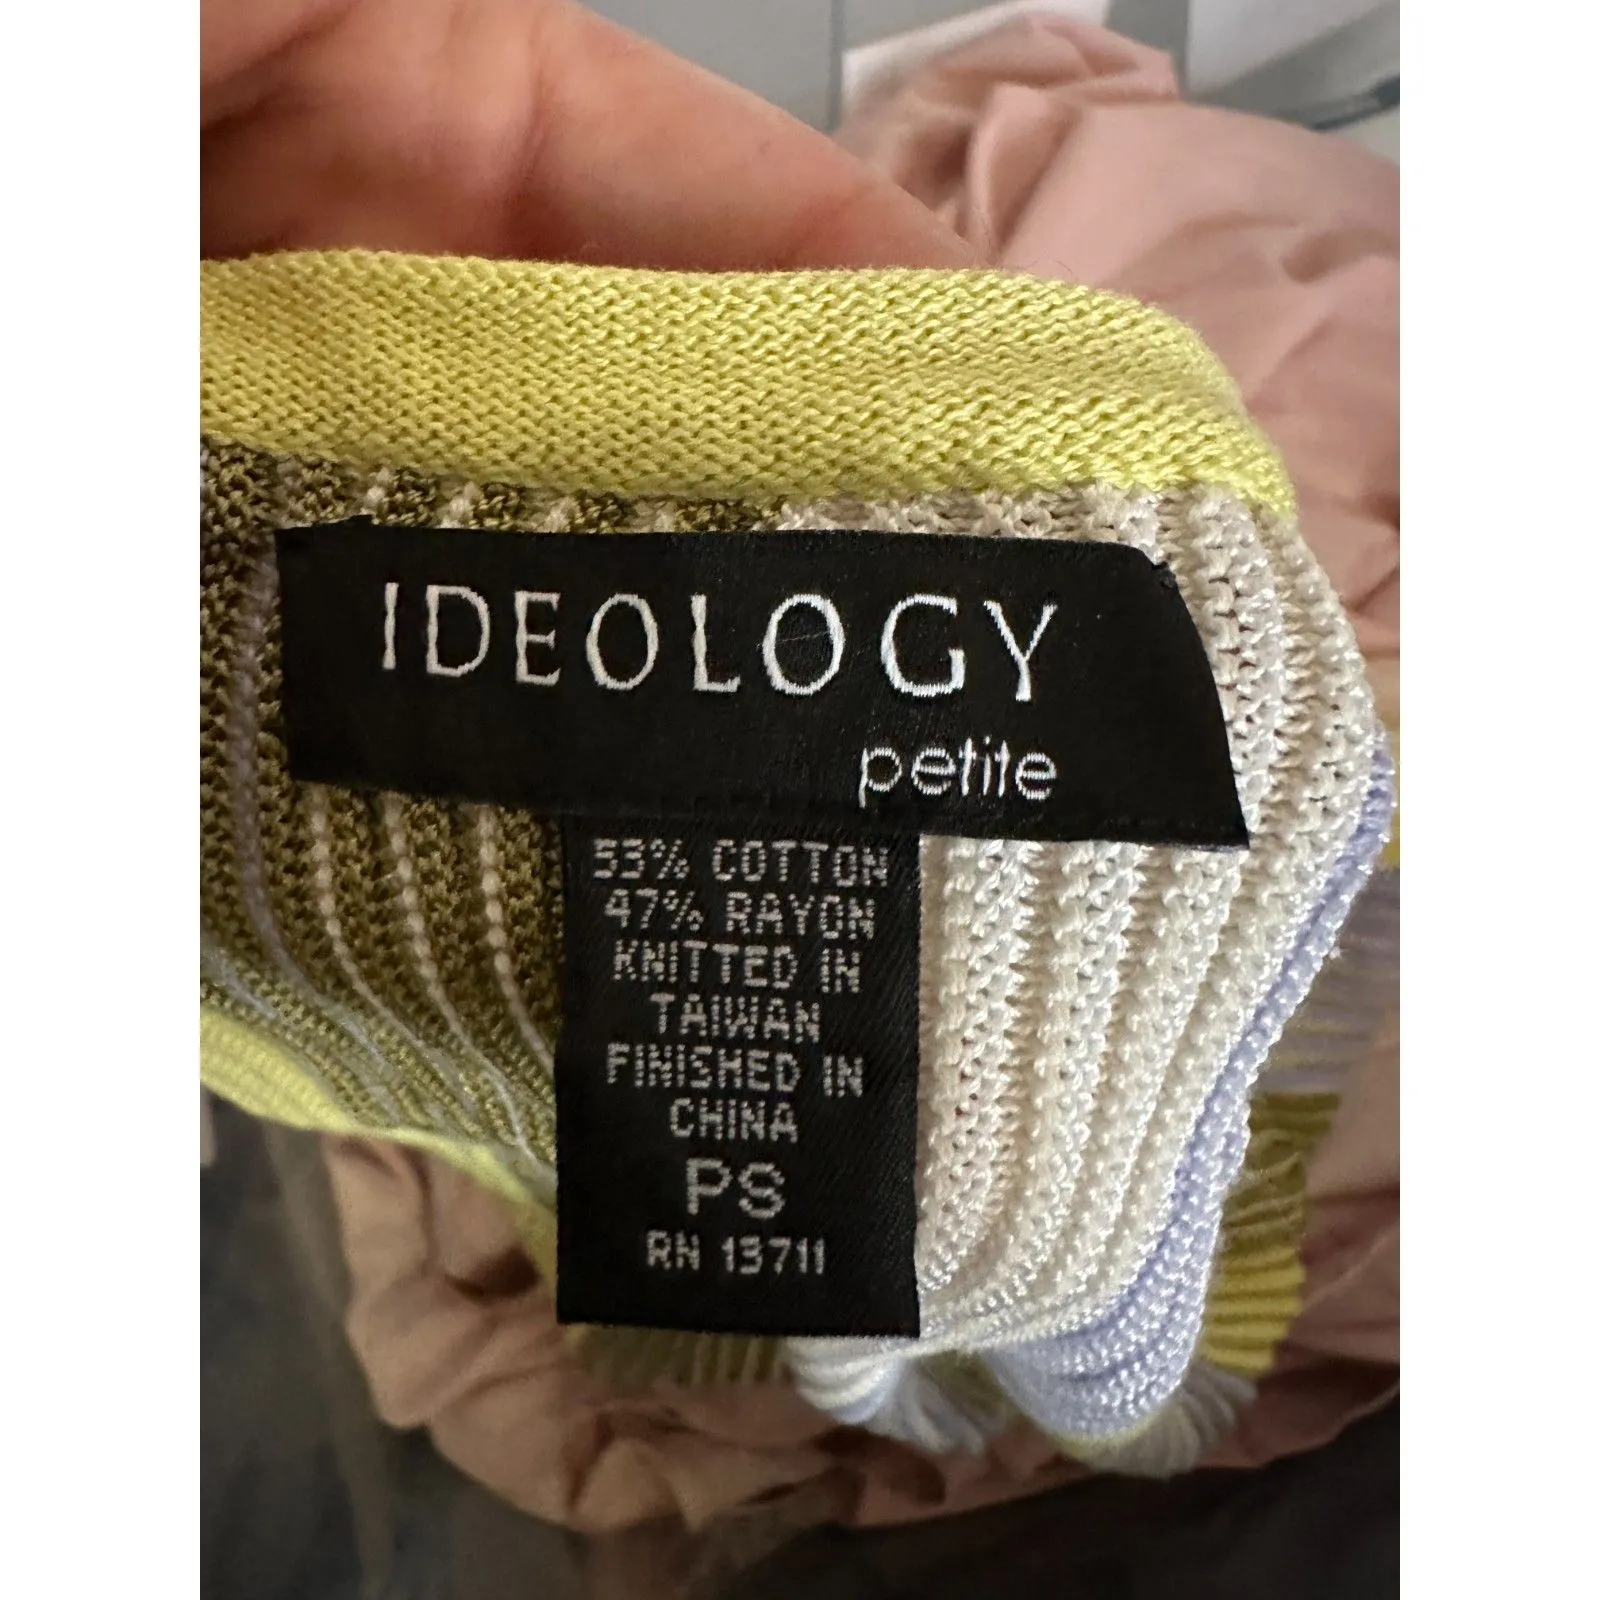 IDEOLOGY
petite
53% COTTON
47% RAYON
KNITTED IN
TAIWAN
FINISHED IN
CHINA
PS
RN 13711